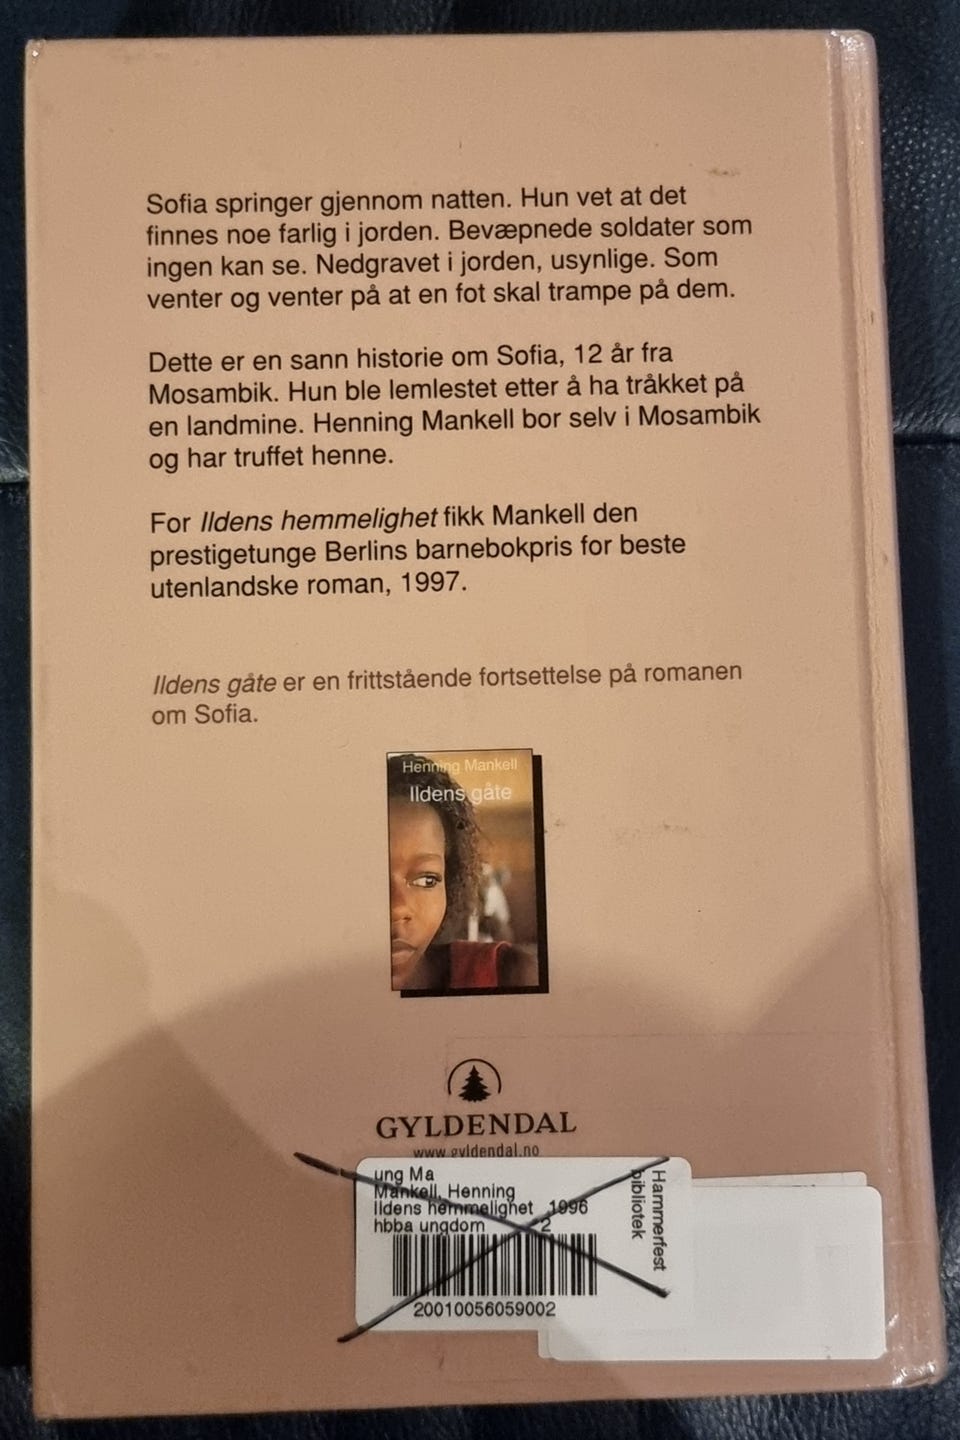 Sofia springer gjennom natten. Hun vet at det
finnes noe farlig i jorden. Bevæpnede soldater som
ingen kan se. Nedgravet i jorden, usynlige. Som
venter og venter på at en fot skal trampe på dem.
Dette er en sann historie om Sofia, 12 år fra
Mosambik. Hun ble lemlestet etter å ha tråkket på
en landmine. Henning Mankell bor selv i Mosambik
og har truffet henne.
For Ildens hemmelighet fikk Mankell den
prestigetunge Berlins barnebokpris for beste
utenlandske roman, 1997.
Ildens gåte er en frittstående fortsettelse på romanen
om Sofia.
Henning Mankell
Ildens gåte
GYLDENDAL
www.gyldendal.no
ung Ma
Mankell, Henning
Ildens hemmelighet 1996
hbba ungdom 2
20010056059002
Hammerfest
bibliotek